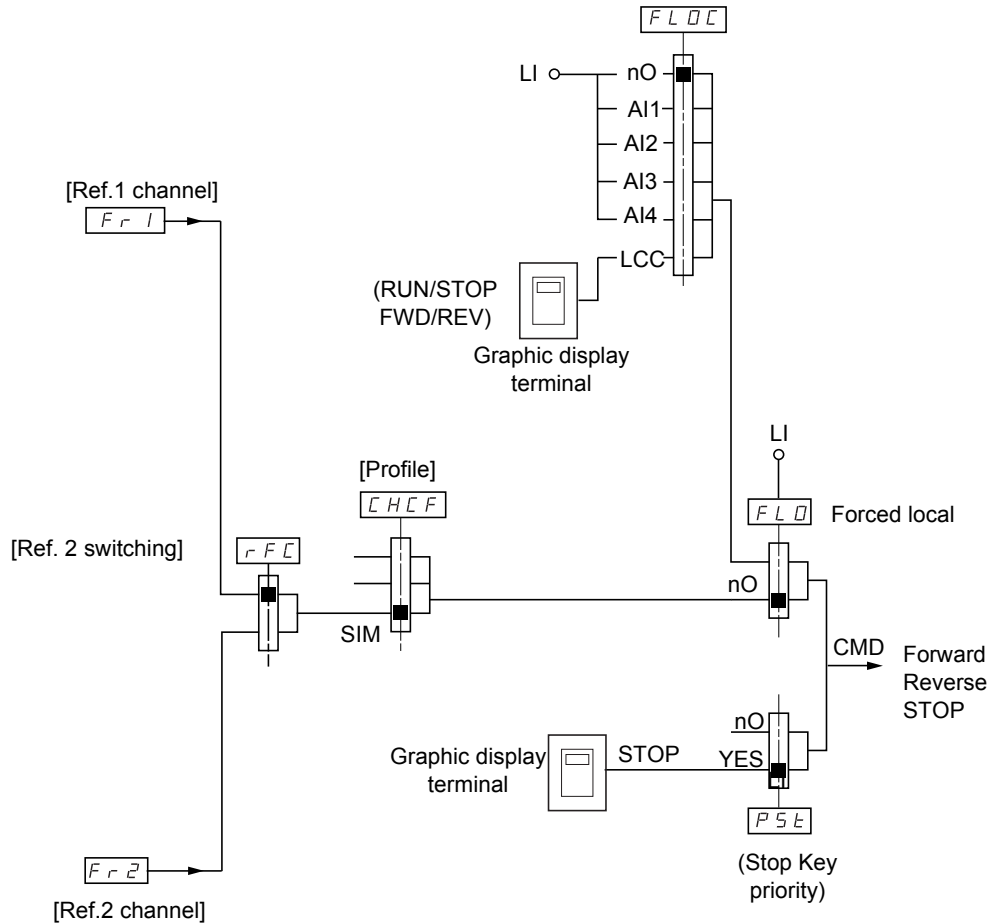 FLOC
LI
nO
AI1
AI2
AI3
AI4
LCC
(RUN/STOP
FWD/REV)
Graphic display
terminal
[Ref.1 channel]
Fr1
LI
[Profile]
CHCF
FLO
Forced local
[Ref. 2 switching]
rFC
nO
SIM
CMD
Forward
Reverse
STOP
nO
Graphic display
terminal
STOP
YES
LI
PSt
(Stop Key
priority)
Fr2
[Ref.2 channel]